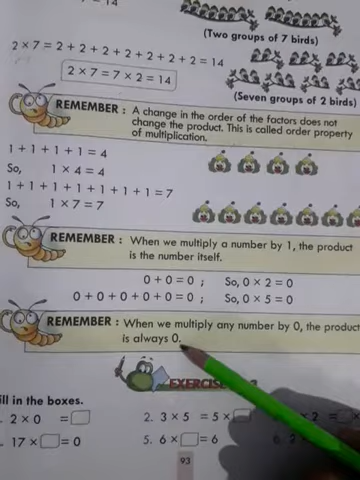 = 14
(Two groups of 7 birds)
2 × 7 = 2 + 2 + 2 + 2 + 2 + 2 + 2 = 14
2 × 7 = 7 × 2 = 14
(Seven groups of 2 birds)
REMEMBER : A change in the order of the factors does not
change the product. This is called order property
of multiplication.
1 + 1 + 1 + 1 = 4
So, 1 × 4 = 4
1 + 1 + 1 + 1 + 1 + 1 + 1 = 7
So, 1 × 7 = 7
REMEMBER : When we multiply a number by 1, the product
is the number itself.
0 + 0 = 0 ; So, 0 × 2 = 0
0 + 0 + 0 + 0 + 0 = 0 ; So, 0 × 5 = 0
REMEMBER : When we multiply any number by 0, the product
is always 0.
EXERCISE
ill in the boxes.
2 × 0 = 2. 3 × 5 = 5 × × 2 =
17 × = 0 5. 6 × = 6 6. 2
93